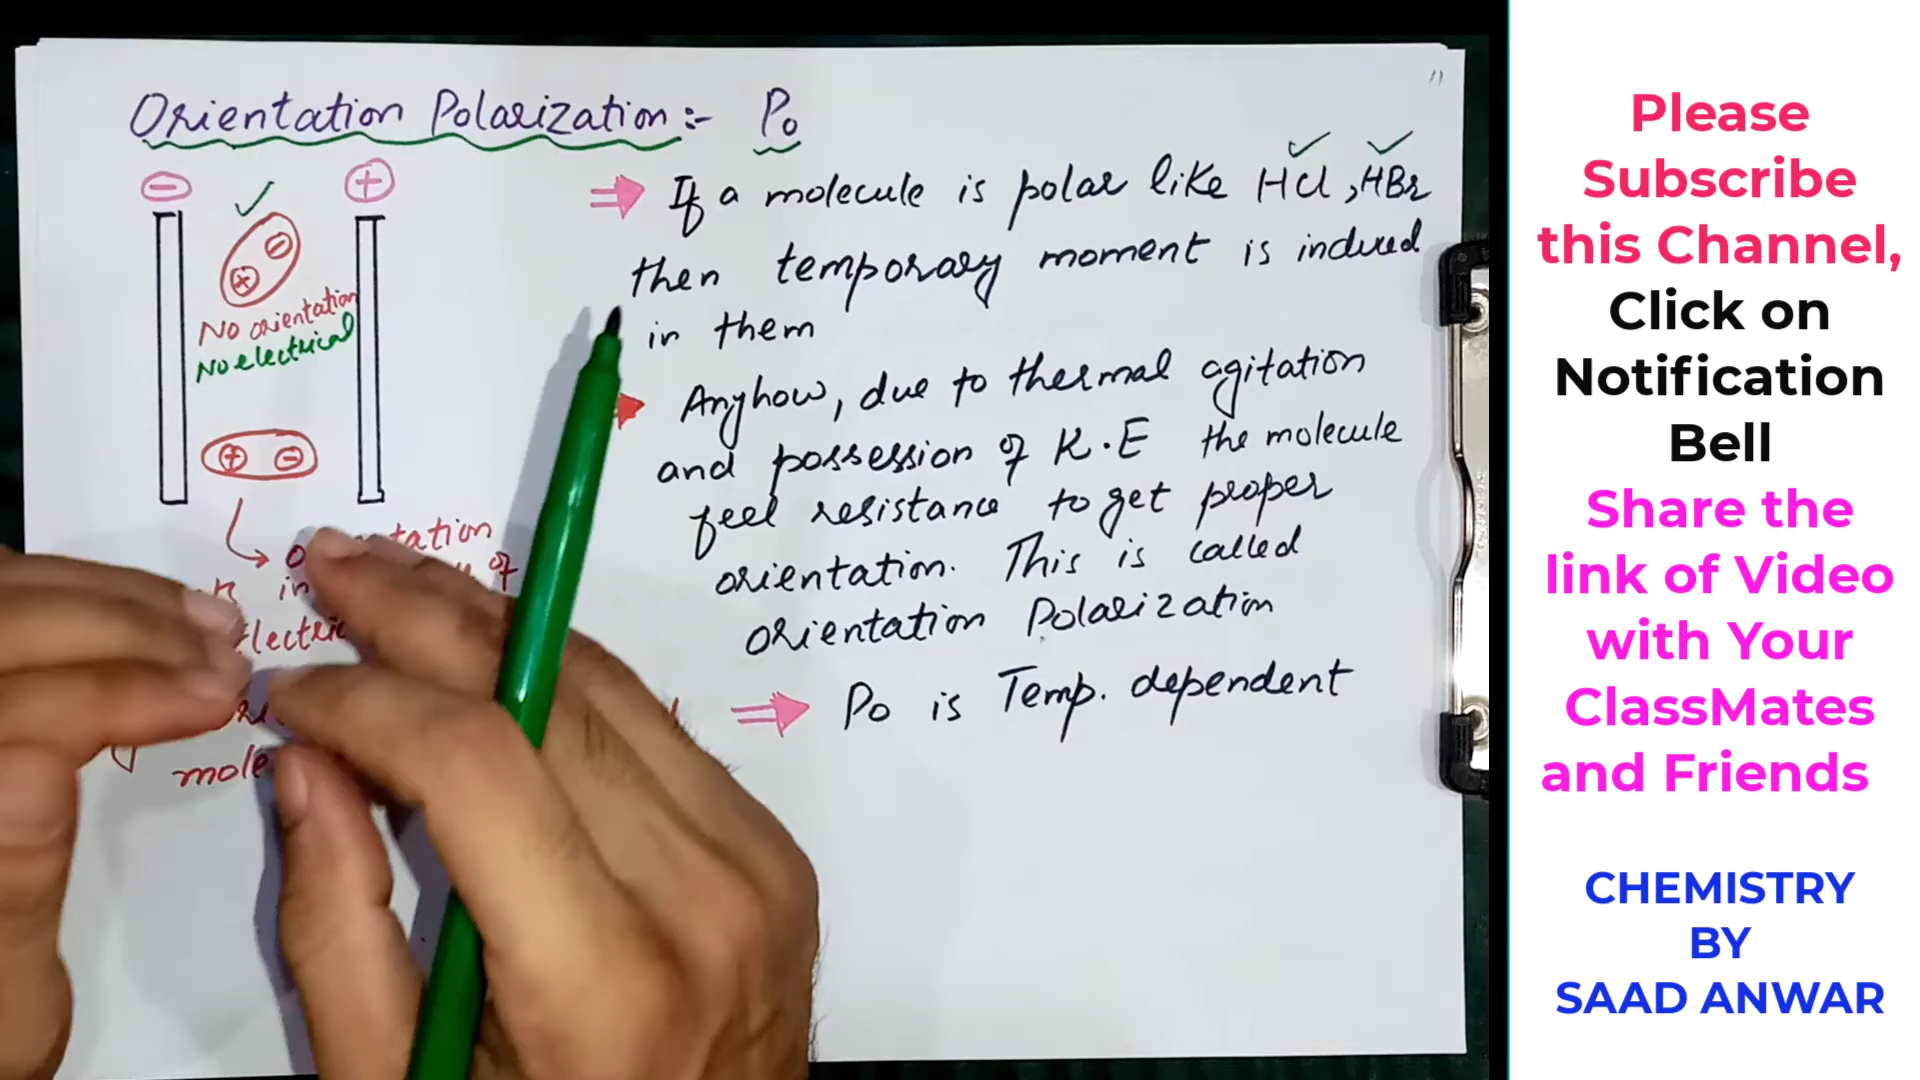 Orientation Polarization:- Po
- +
+ -
No orientation
No electrical
+ -
in of
Electric
mole
⇒ If a molecule is polar like HCl, HBr
then temporary moment is induced
in them
Anyhow, due to thermal agitation
and possession of K.E the molecule
feel resistance to get proper
orientation. This is called
orientation Polarization
⇒ Po is Temp. dependent
Please
Subscribe
this Channel,
Click on
Notification
Bell
Share the
link of Video
with Your
ClassMates
and Friends
CHEMISTRY
BY
SAAD ANWAR